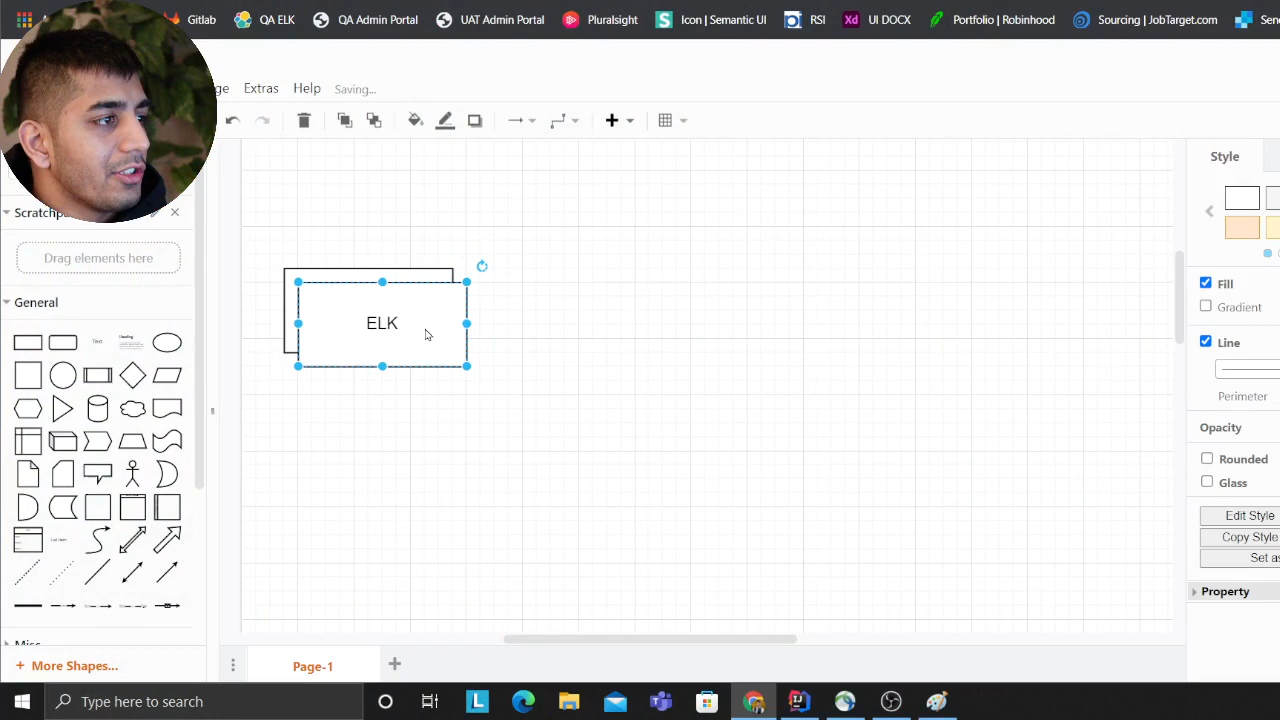 Gitlab QA ELK QA Admin Portal UAT Admin Portal Pluralsight Icon | Semantic UI RSI UI DOCX Portfolio | Robinhood Sourcing | JobTarget.com
Extras Help Saving...
Style
Drag elements here
General
ELK
Fill
Gradient
Line
Perimeter
Opacity
Rounded
Glass
Edit Style
Copy Style
Property
+ More Shapes...
Page-1
Type here to search